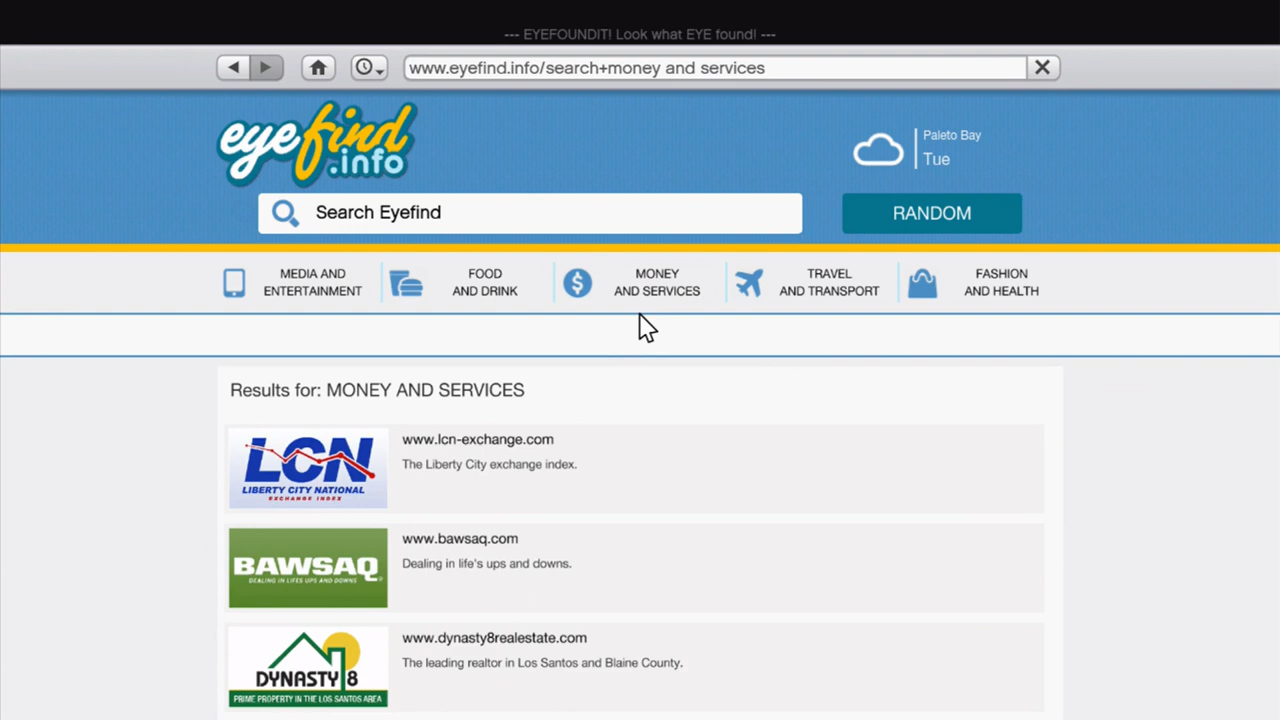 --- EYEFOUNDIT! Look what EYE found! ---
www.eyefind.info/search+money and services
eyefind
.info
Paleto Bay
Tue
Search Eyefind
RANDOM
MEDIA AND
ENTERTAINMENT
FOOD
AND DRINK
MONEY
AND SERVICES
TRAVEL
AND TRANSPORT
FASHION
AND HEALTH
Results for: MONEY AND SERVICES
LCN
LIBERTY CITY NATIONAL
EXCHANGE INDEX
www.lcn-exchange.com
The Liberty City exchange index.
BAWSAQ
DEALING IN LIFES UPS AND DOWNS
www.bawsaq.com
Dealing in life's ups and downs.
DYNASTY 8
PRIME PROPERTY IN THE LOS SANTOS AREA
www.dynasty8realestate.com
The leading realtor in Los Santos and Blaine County.